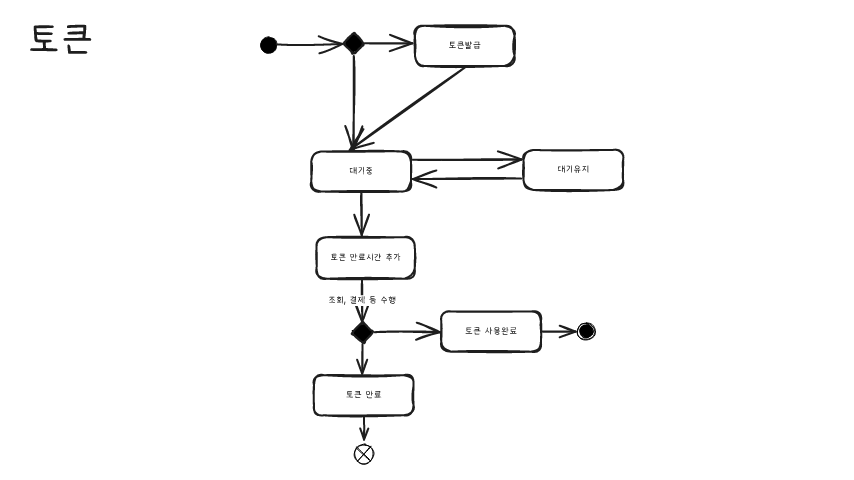 토큰
토큰발급
대기중
대기유지
토큰 만료시간 추가
조회, 결제 등 수행
토큰 사용완료
토큰 만료